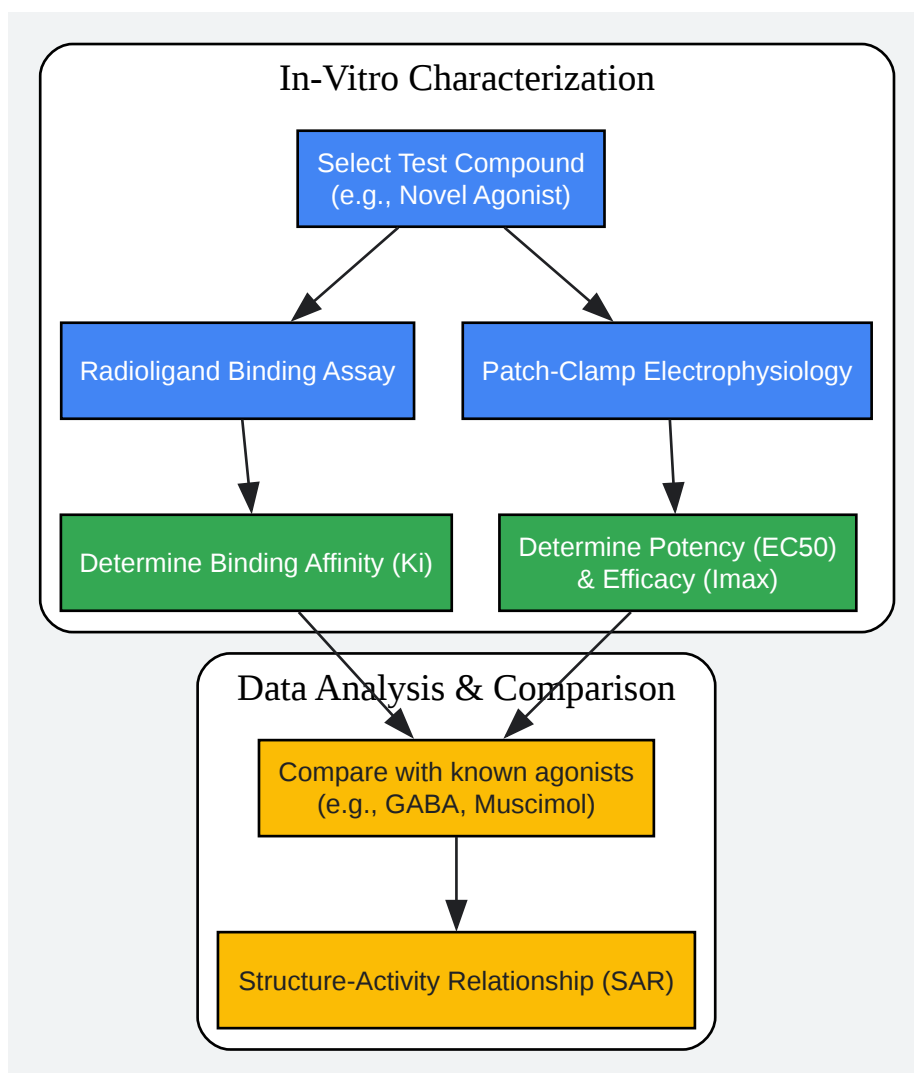 In-Vitro Characterization
Select Test Compound
(e.g., Novel Agonist)
Radioligand Binding Assay
Patch-Clamp Electrophysiology
Determine Binding Affinity (Ki)
Determine Potency (EC50)
& Efficacy (Imax)
Data Analysis & Comparison
Compare with known agonists
(e.g., GABA, Muscimol)
Structure-Activity Relationship (SAR)